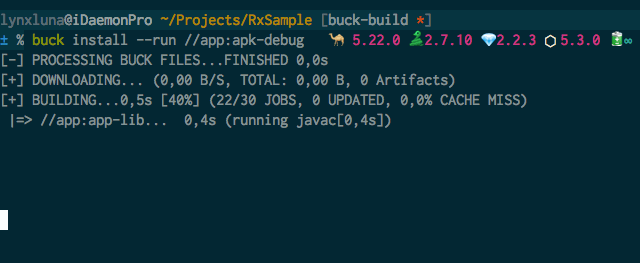 lynxluna@iDaemonPro ~/Projects/RxSample [buck-build *]
± % buck install --run //app:apk-debug 🐪 5.22.0 🐍2.7.10 💎2.2.3 ⬡ 5.3.0 🔋∞
[-] PROCESSING BUCK FILES...FINISHED 0,0s
[+] DOWNLOADING... (0,00 B/S, TOTAL: 0,00 B, 0 Artifacts)
[+] BUILDING...0,5s [40%] (22/30 JOBS, 0 UPDATED, 0,0% CACHE MISS)
|=> //app:app-lib... 0,4s (running javac[0,4s])